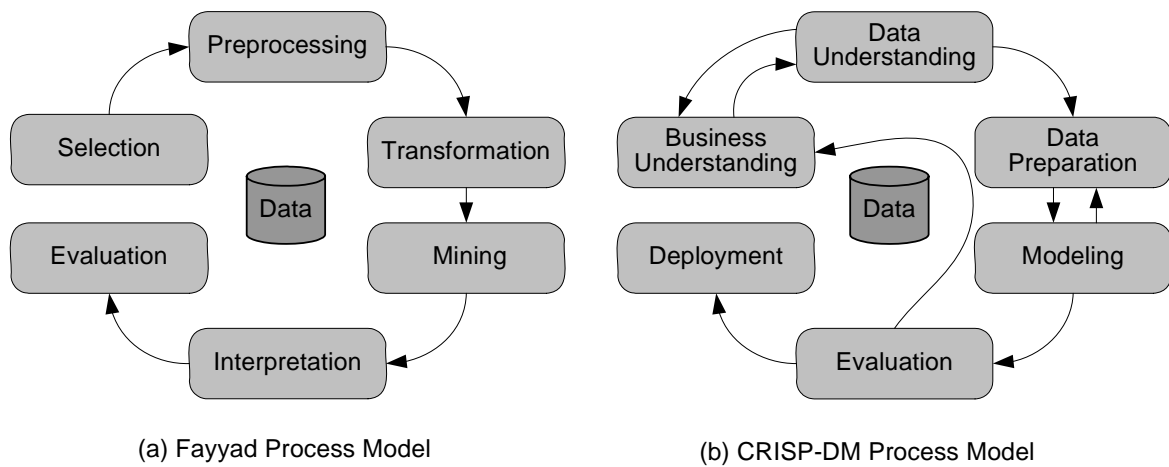 Preprocessing
Selection
Transformation
Data
Evaluation
Mining
Interpretation
(a) Fayyad Process Model
Data
Understanding
Business
Understanding
Data
Preparation
Data
Deployment
Modeling
Evaluation
(b) CRISP-DM Process Model